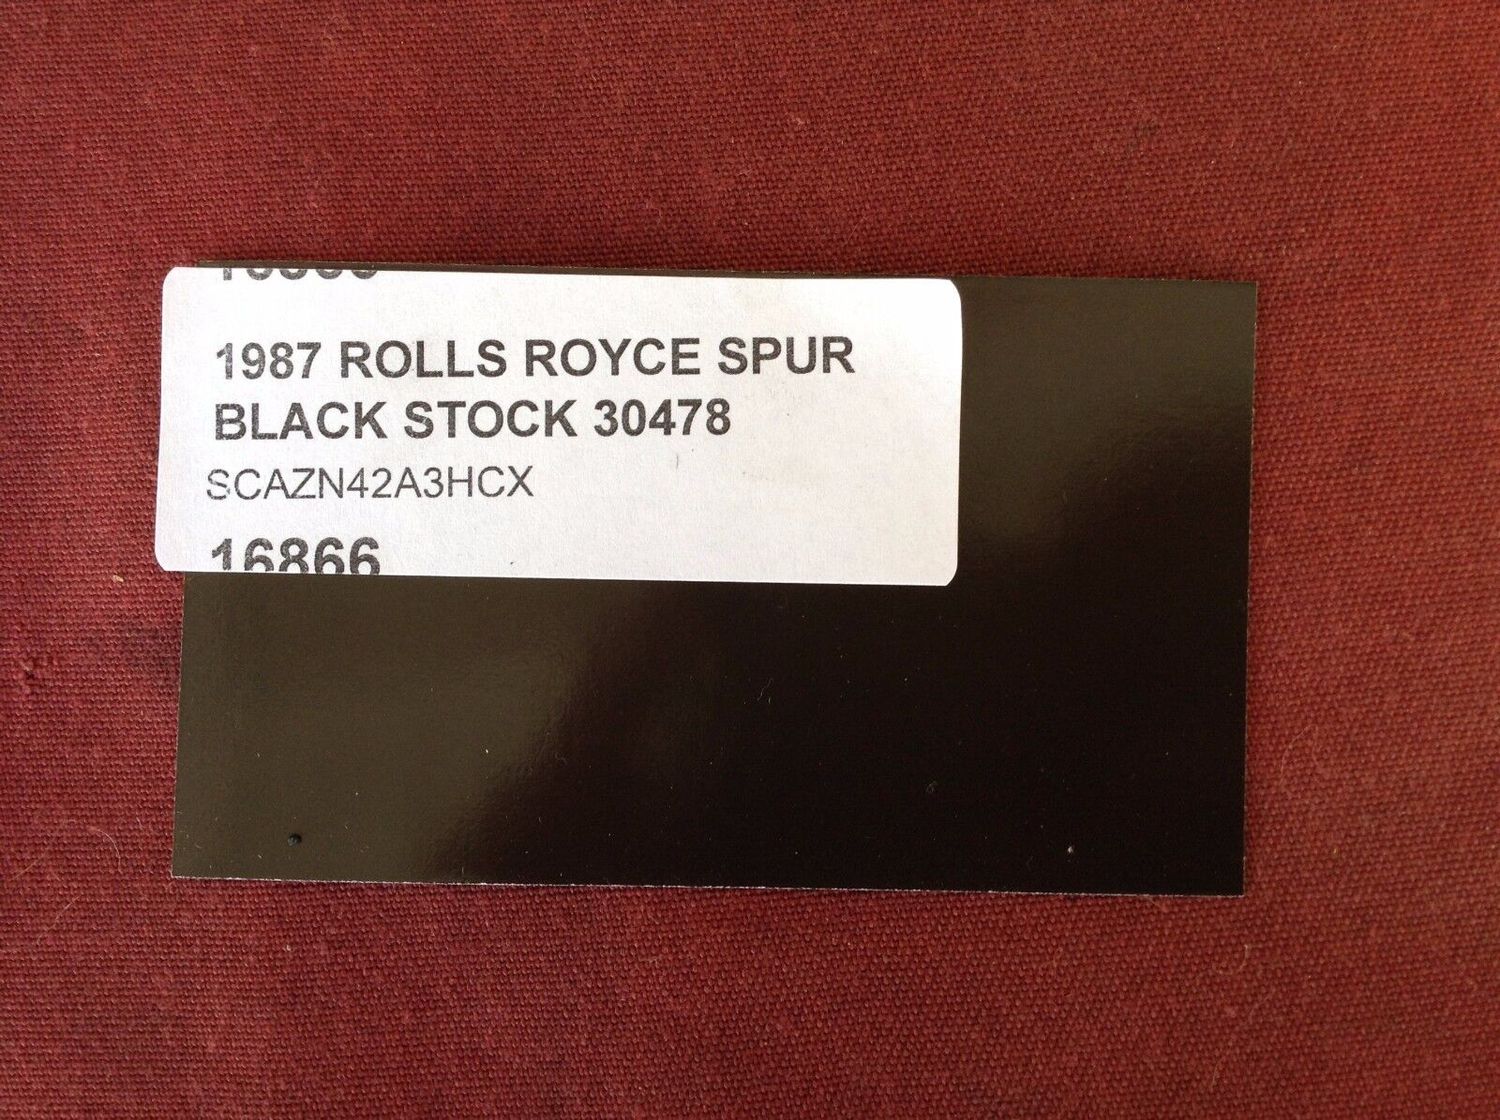 1987 ROLLS ROYCE SPUR
BLACK STOCK 30478
SCAZN42A3HCX
16866